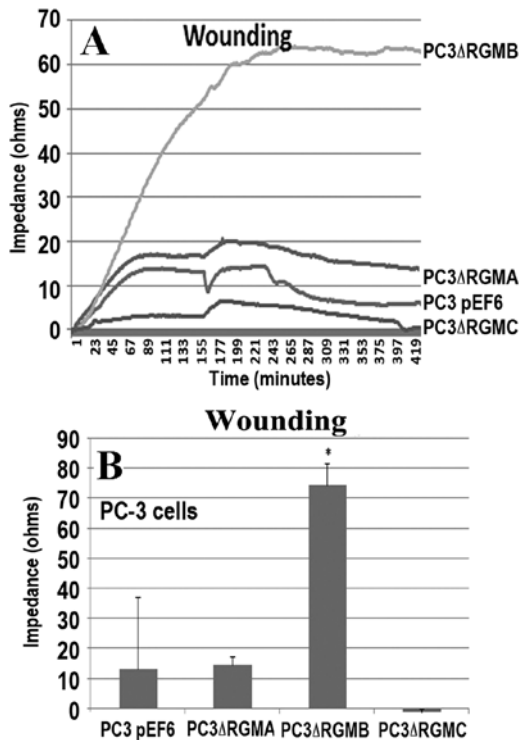 A
Wounding
70
60
50
40
30
20
10
0
Impedance (ohms)
PC3ΔRGMB
PC3ΔRGMA
PC3 pEF6
PC3ΔRGMC
1 23 45 67 89 111 133 155 177 199 221 243 265 287 309 331 353 375 397 419
Time (minutes)
Wounding
B
PC-3 cells
90
80
70
60
50
40
30
20
10
0
Impedance (ohms)
*
PC3 pEF6 PC3ΔRGMA PC3ΔRGMB PC3ΔRGMC